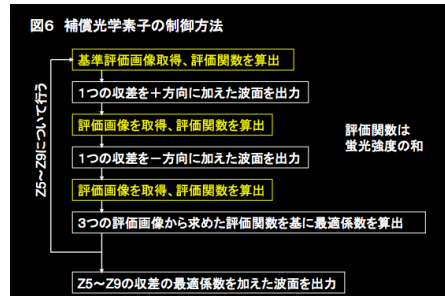 図6 補償光学素子の制御方法
基準評価画像取得、評価関数を算出
1つの収差を＋方向に加えた波面を出力
評価画像を取得、評価関数を算出
1つの収差を－方向に加えた波面を出力
評価画像を取得、評価関数を算出
3つの評価画像から求めた評価関数を基に最適係数を算出
Z5～Z9の収差の最適係数を加えた波面を出力
Z5～Z9について行う
評価関数は
蛍光強度の和